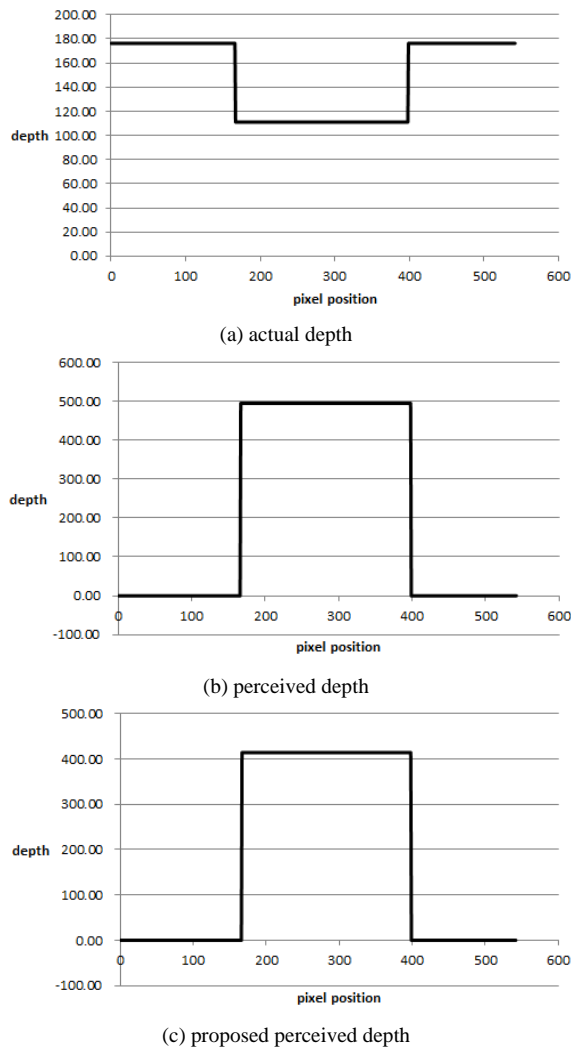 200.00
180.00
160.00
140.00
120.00
depth 100.00
80.00
60.00
40.00
20.00
0.00
0 100 200 300 400 500 600
pixel position
(a) actual depth
600.00
500.00
400.00
300.00
depth
200.00
100.00
0.00
0 100 200 300 400 500 600
-100.00
pixel position
(b) perceived depth
500.00
400.00
300.00
depth 200.00
100.00
0.00
0 100 200 300 400 500 600
-100.00
pixel position
(c) proposed perceived depth